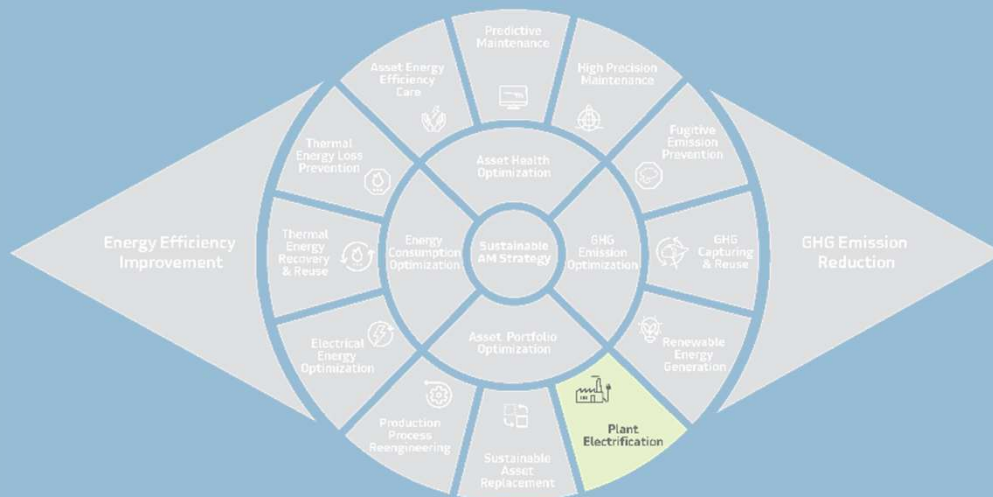 Predictive
Maintenance
Asset Energy
Efficiency
Care
High Precision
Maintenance
Thermal
Energy Loss
Prevention
Fugitive
Emission
Prevention
Asset Health
Optimization
Energy Efficiency
Improvement
Thermal
Energy
Recovery
& Reuse
Energy
Consumption
Optimization
Sustainable
AM Strategy
GHG
Emission
Optimization
GHG
Capturing
& Reuse
GHG Emission
Reduction
Electrical
Energy
Optimization
Asset Portfolio
Optimization
Renewable
Energy
Generation
Production
Process
Reengineering
Sustainable
Asset
Replacement
Plant
Electrification